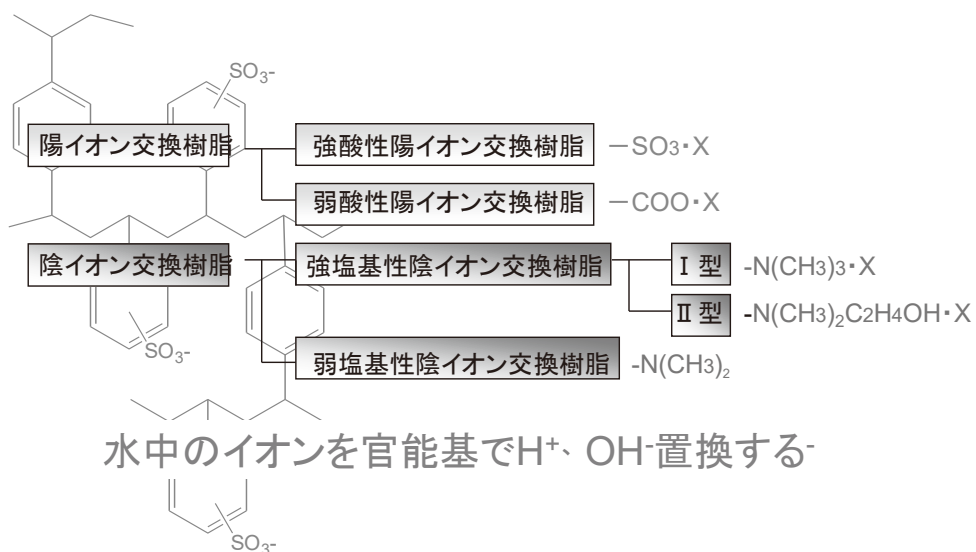 SO₃-
陽イオン交換樹脂 強酸性陽イオン交換樹脂 －SO3・X
弱酸性陽イオン交換樹脂 －COO・X
陰イオン交換樹脂 強塩基性陰イオン交換樹脂 Ⅰ型 -N(CH3)3・X
Ⅱ型 -N(CH3)₂C2H4OH・X
SO₃-
弱塩基性陰イオン交換樹脂 -N(CH3)₂
水中のイオンを官能基でH⁺、OH⁻置換する⁻
SO₃-